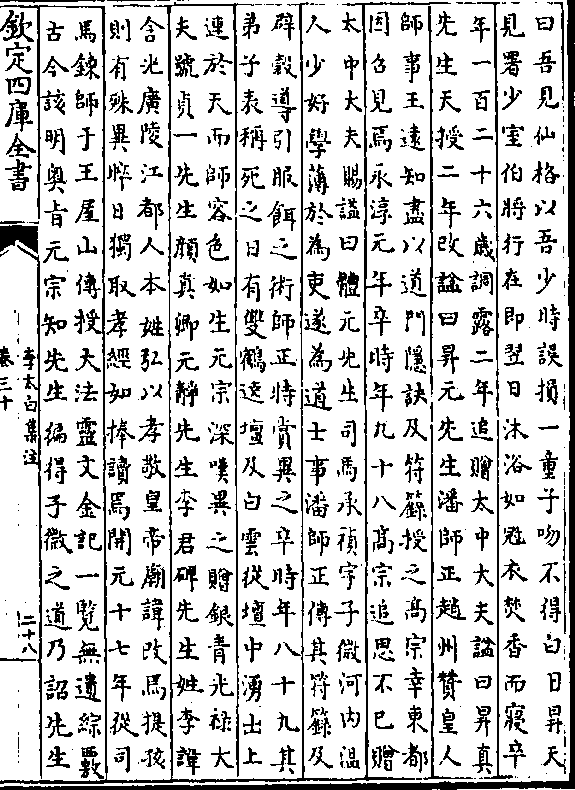 曰吾見仙格以吾少時誤損一童子吻不得白日昇天
見署少室伯將行在即翌日沐浴如冠衣焚香而寢卒
年一百二十六歲調露二年追贈太中大夫諡曰昇真
先生天授二年改諡曰昇元先生潘師正趙州贊皇人
師事王遠知盡以道門隱訣及符籙授之高宗幸東都
因召見焉永淳元年卒時年九十八高宗追思不已贈
太中大夫賜諡曰體元先生司馬承禎字子微河內溫
人少好學薄於為吏遂為道士事潘師正傳其符籙及
辟穀導引服餌之術師正特賞異之卒時年八十九其
弟子表稱死之日有雙鶴遶壇及白雲從壇中湧出上
連於天而師容色如生元宗深嘆異之贈銀青光祿大
夫號貞一先生顔真卿元靜先生李君碑先生姓李諱
含光廣陵江都人本姓弘以孝敬皇帝廟諱改焉提孩
則有殊異晬日獨取孝經如捧讀焉開元十七年從司
馬鍊師于王屋山傳授大法靈文金記一覽無遺綜覈
古今該明奧旨元宗知先生編得子微之道乃詔先生
欽定四庫全書
李太白集注
卷三十
二十八